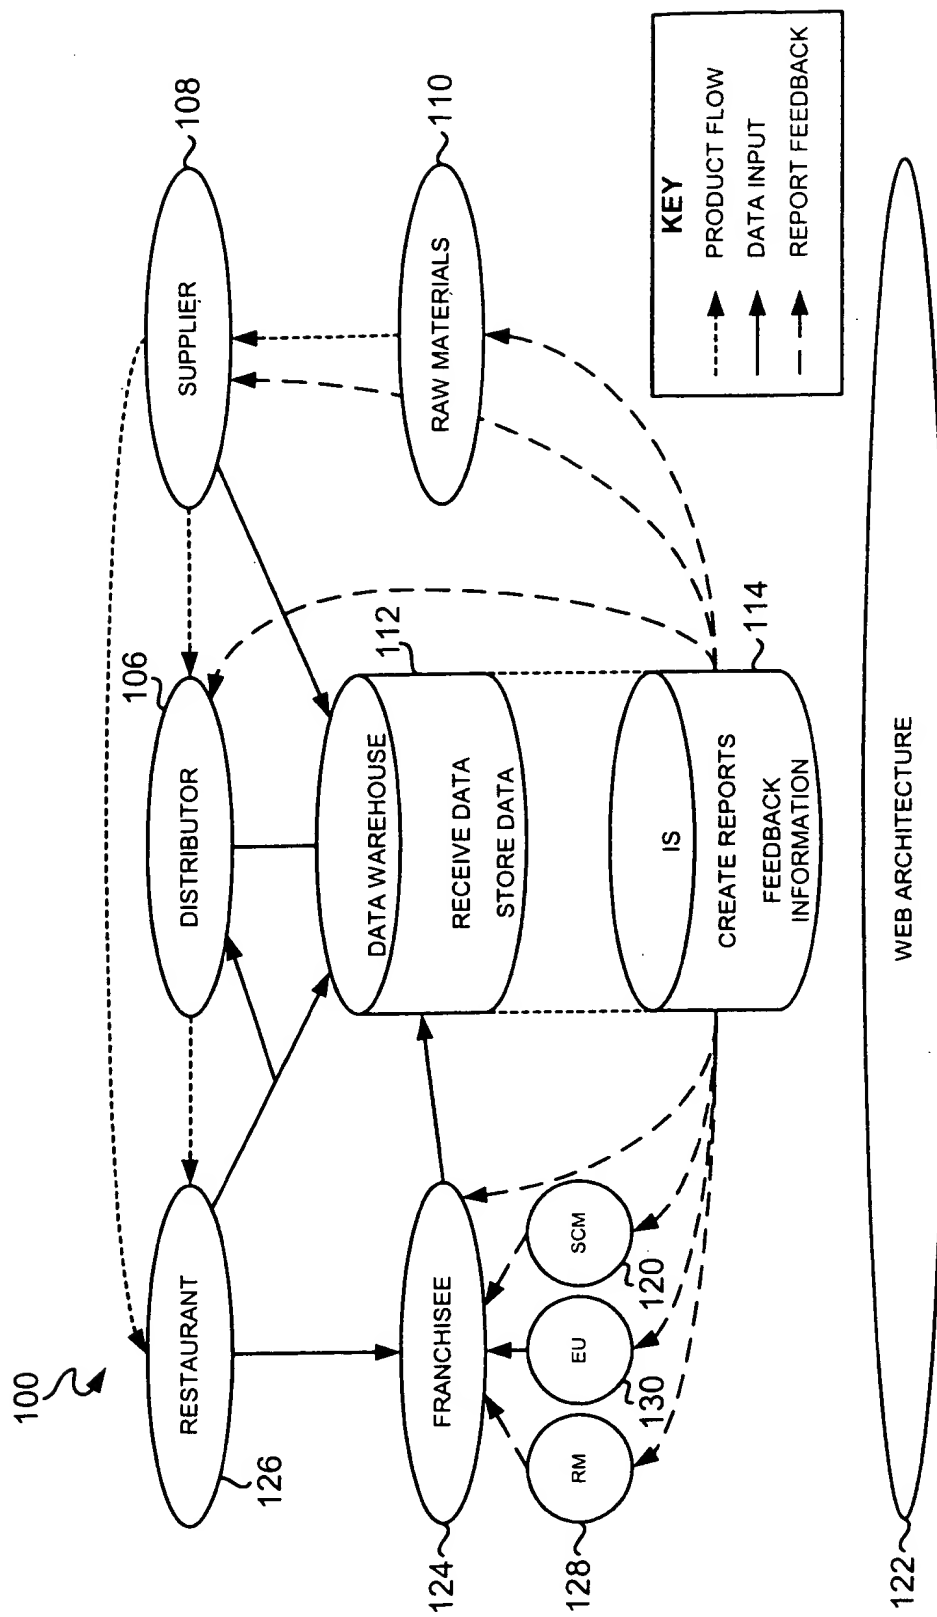 100
RESTAURANT
126
DISTRIBUTOR
106
SUPPLIER
108
FRANCHISEE
124
DATA WAREHOUSE
RECEIVE DATA
STORE DATA
112
RAW MATERIALS
110
RM
128
EU
130
SCM
120
IS
CREATE REPORTS
FEEDBACK
INFORMATION
114
KEY
PRODUCT FLOW
DATA INPUT
REPORT FEEDBACK
WEB ARCHITECTURE
122